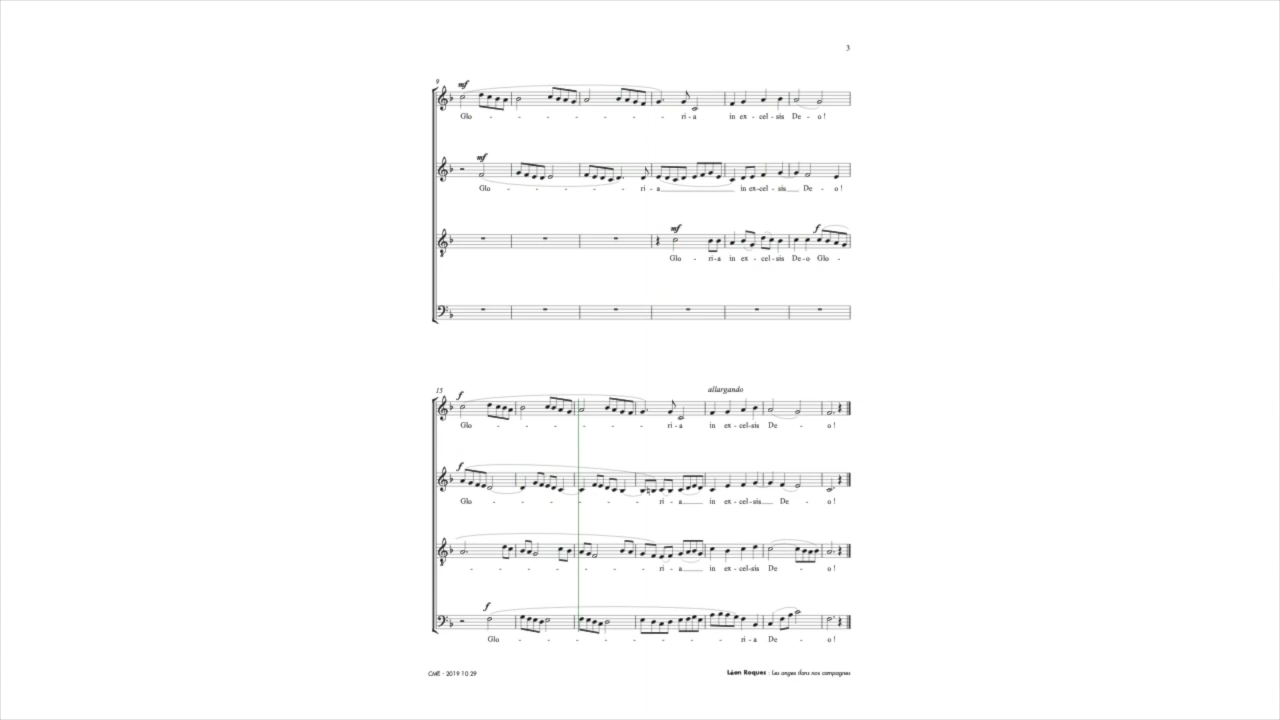 3
9
mf
Glo - - - - - - - ri - a in ex - cel - sis De - o !
mf
Glo - - - - - - ri - a in ex - cel - sis De - o !
mf f
Glo - ri - a in ex - cel - sis De - o Glo -
15 f allargando
Glo - - - - - - - ri - a in ex - cel - sis De - o !
f
Glo - - - - - - - ri - a in ex - cel - sis De - o !
- - - - - - - ri - a in ex - cel - sis De - o !
f
Glo - - - - - - - ri - a De - o !
CME - 2019 10 29 Léon Roques : Les anges dans nos campagnes